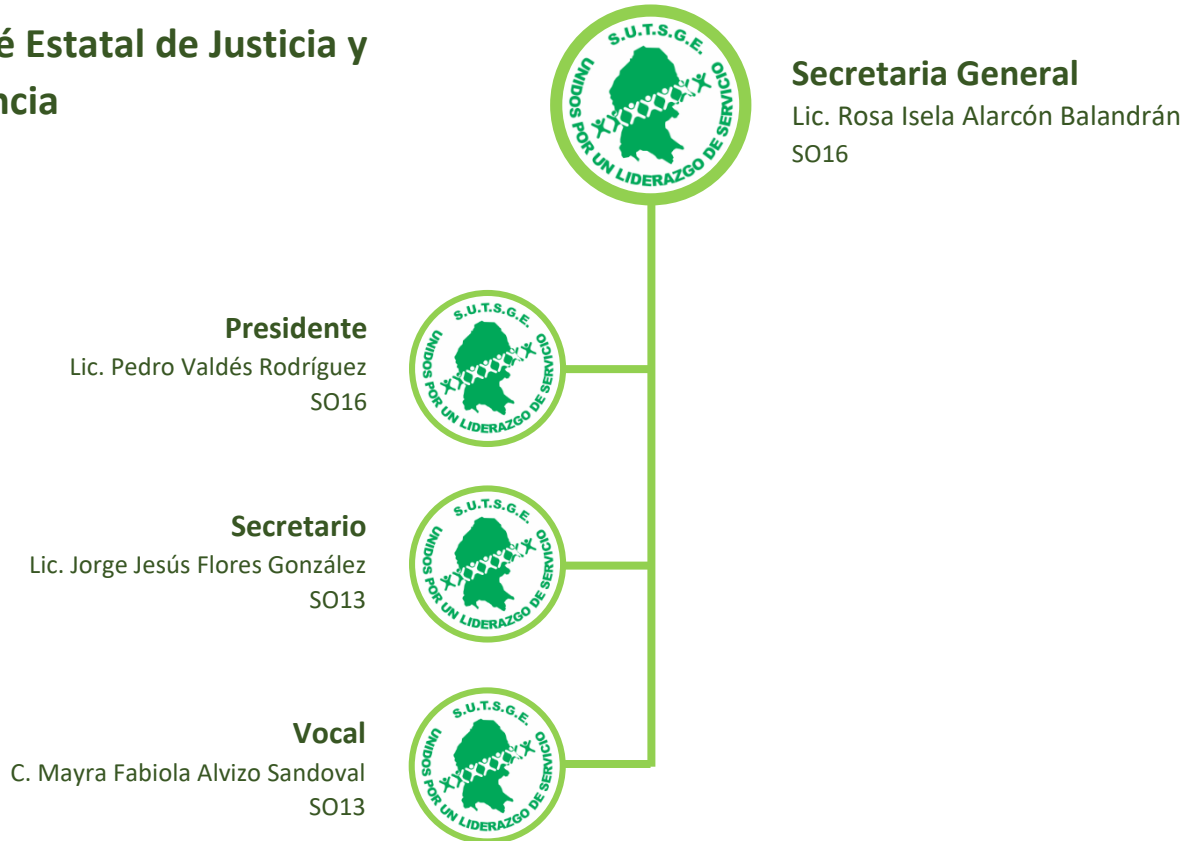 é Estatal de Justicia y
ncia
S.U.T.S.G.E.
UNIDOS POR UN LIDERAZGO DE SERVICIO
Secretaria General
Lic. Rosa Isela Alarcón Balandrán
SO16
Presidente
Lic. Pedro Valdés Rodríguez
SO16
S.U.T.S.G.E.
UNIDOS POR UN LIDERAZGO DE SERVICIO
Secretario
Lic. Jorge Jesús Flores González
SO13
S.U.T.S.G.E.
UNIDOS POR UN LIDERAZGO DE SERVICIO
Vocal
C. Mayra Fabiola Alvizo Sandoval
SO13
S.U.T.S.G.E.
UNIDOS POR UN LIDERAZGO DE SERVICIO